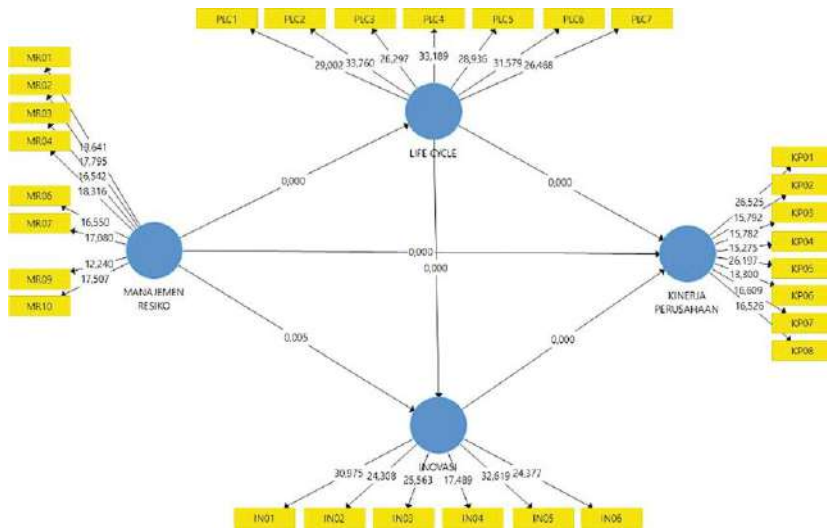 PLC1 PLC2 PLC3 PLC4 PLC5 PLC6 PLC7
29,002 33,760 26,297 33,189 28,936 31,579 26,468
LIFE CYCLE
MR01
MR02
MR03
MR04
MR06
MR07
MR09
MR10
19,641
17,795
16,542
18,316
16,550
17,080
12,240
17,507
MANAJEMEN
RESIKO
0,000
0,000
0,000
0,000
0,005
0,000
KP01
KP02
KP03
KP04
KP05
KP06
KP07
KP08
26,525
15,792
15,782
15,275
26,197
18,800
16,609
16,526
KINERJA
PERUSAHAAN
INOVASI
30,975 24,308 25,563 17,489 32,619 24,377
IN01 IN02 IN03 IN04 IN05 IN06